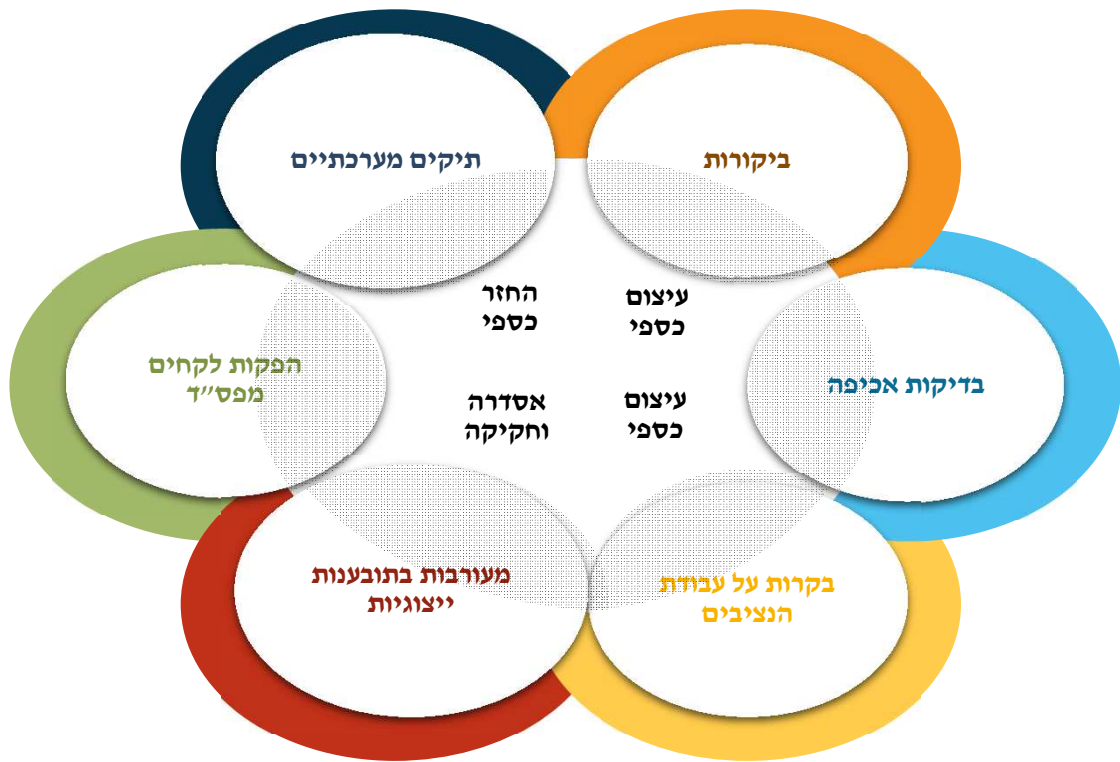 ביקורות
תיקים מערכתיים
עיצום
כספי
החזר
כספי
בדיקות אכיפה
הפקות לקחים
מפס״ד
עיצום
כספי
אסדרה
וחקיקה
בקרות על עבודת
הנציבים
מעורבות בתובענות
ייצוגיות